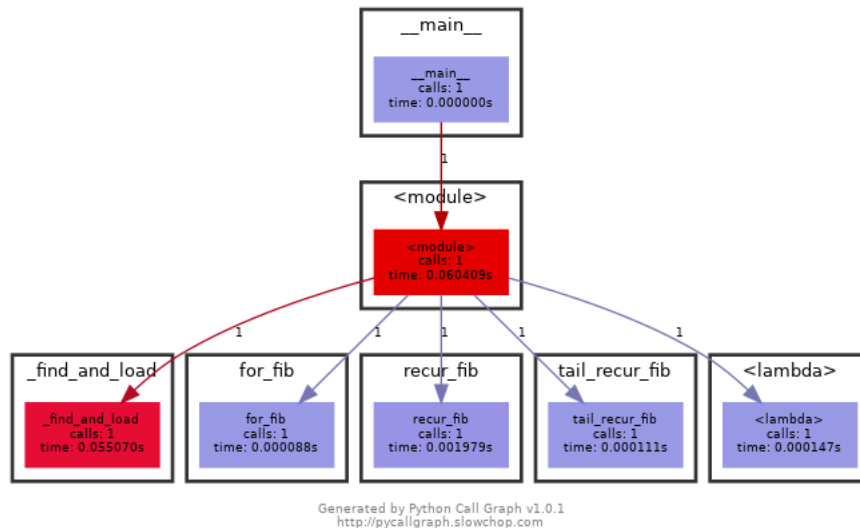 __main__
__main__
calls: 1
time: 0.000000s
1
<module>
<module>
calls: 1
time: 0.060409s
1
1
1
1
1
_find_and_load
_find_and_load
calls: 1
time: 0.055070s
for_fib
for_fib
calls: 1
time: 0.000088s
recur_fib
recur_fib
calls: 1
time: 0.001979s
tail_recur_fib
tail_recur_fib
calls: 1
time: 0.000111s
<lambda>
<lambda>
calls: 1
time: 0.000147s
Generated by Python Call Graph v1.0.1
http://pycallgraph.slowchop.com